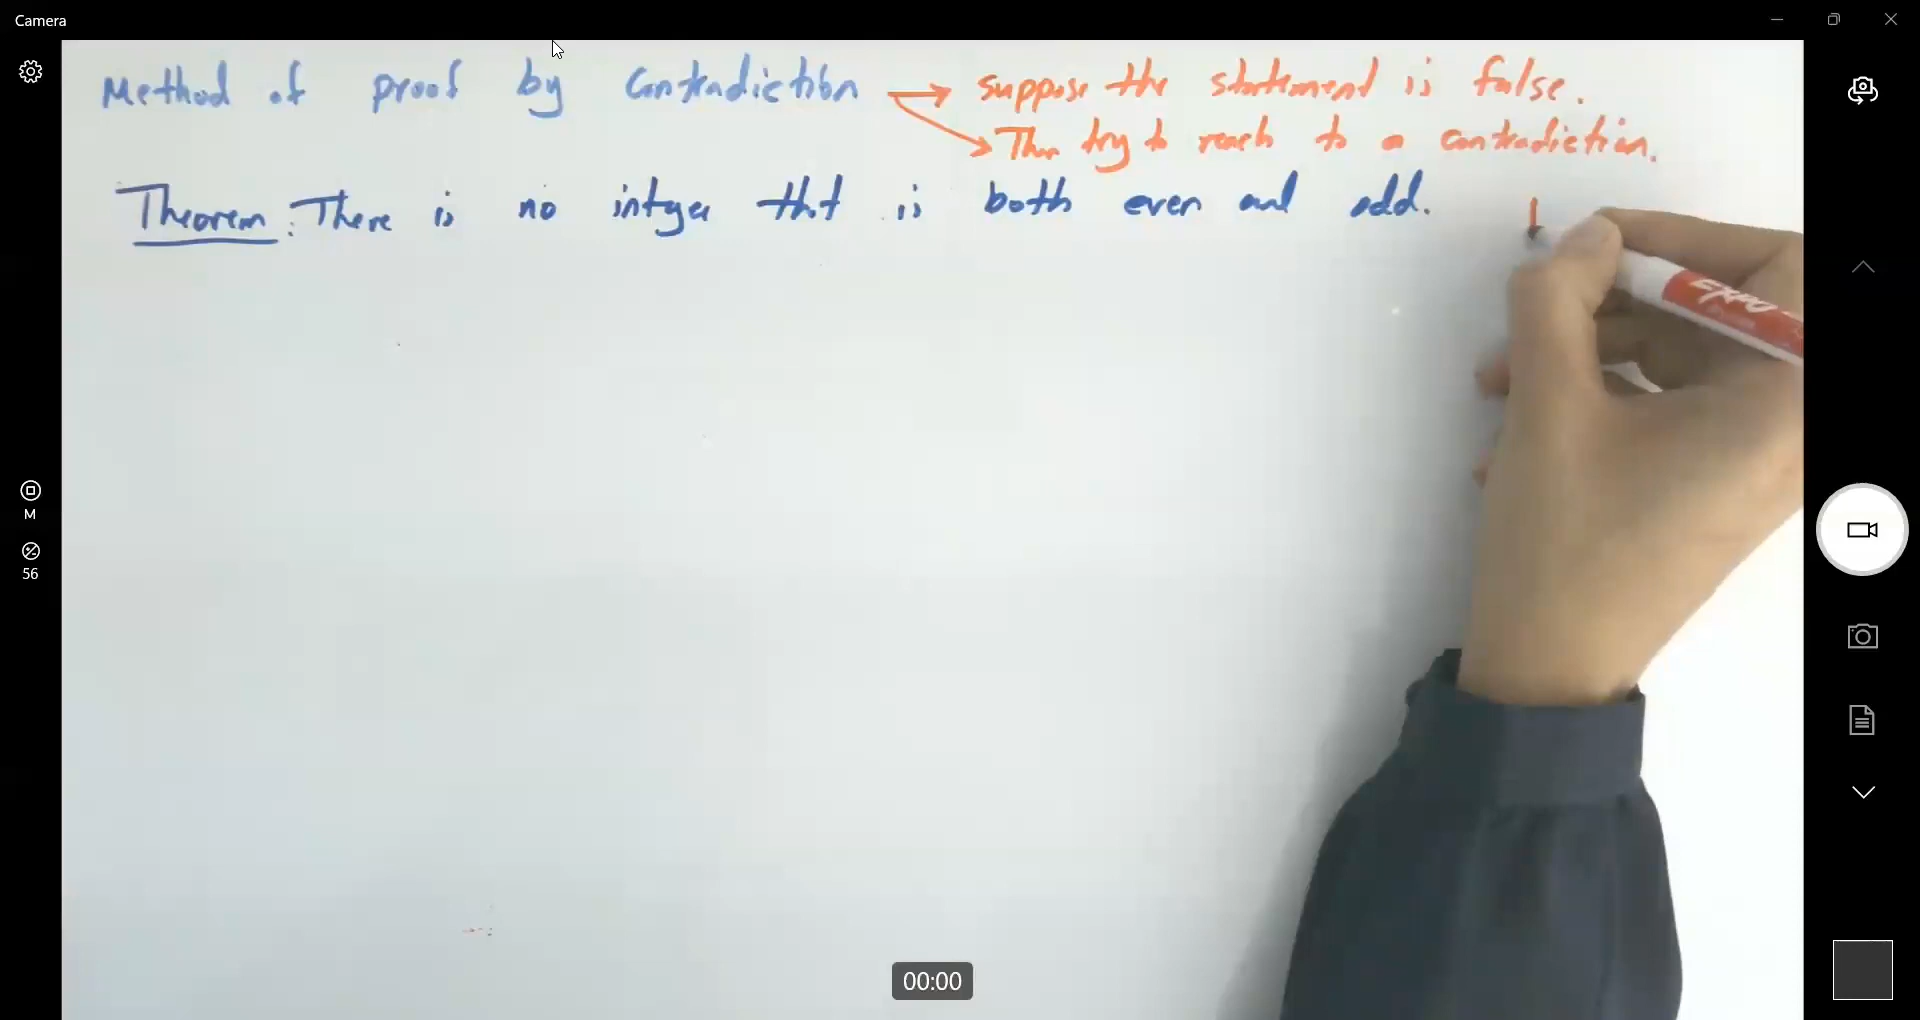 Camera
Method of proof by Contradiction → suppose the statement is false.
Then try to reach to a contradiction.
Theorem: There is no integer that is both even and odd.
EXPO
M
56
00:00